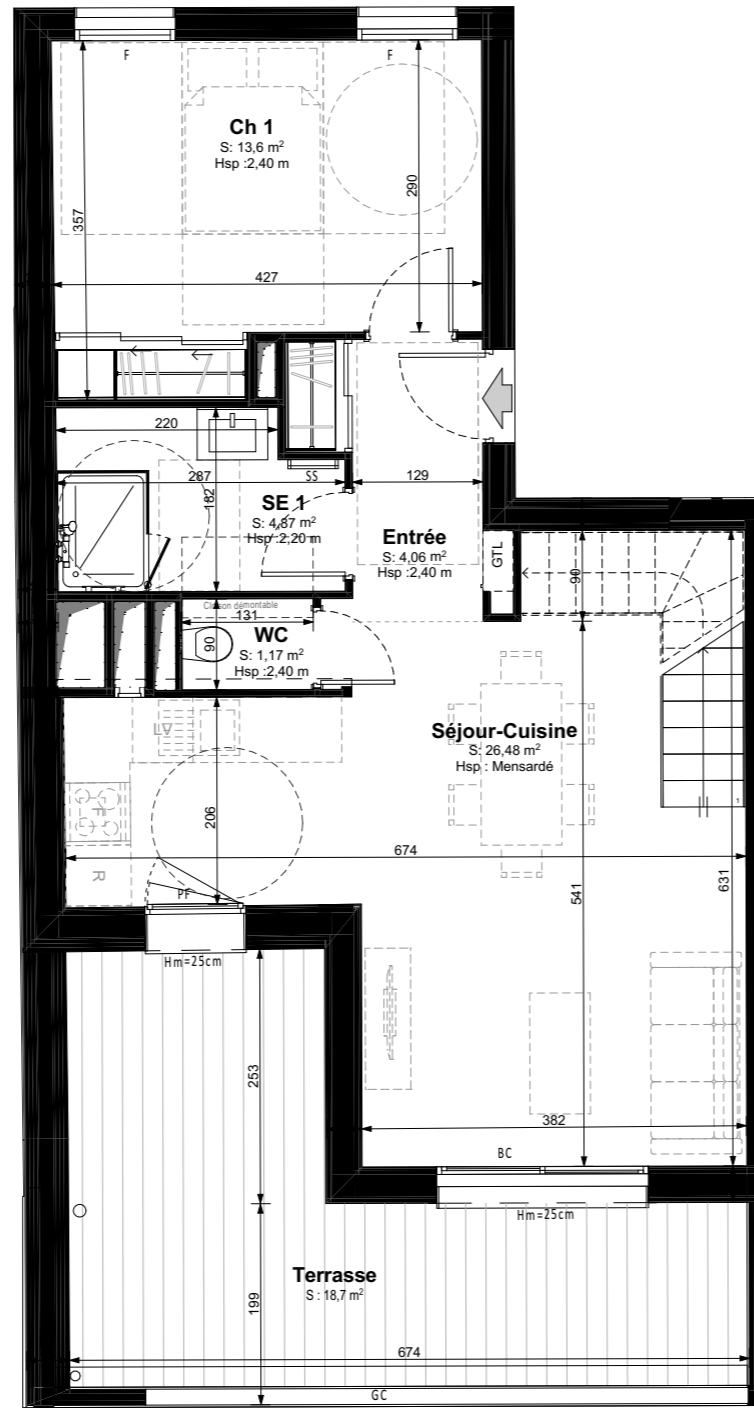 F
F
Ch 1
S: 13,6 m²
Hsp :2,40 m
357
290
427
220
287
SS
182
SE 1
S: 4,87 m²
Hsp :2,20 m
129
Entrée
S: 4,06 m²
Hsp :2,40 m
GTL
90
Cloison démontable
131
90
WC
S: 1,17 m²
Hsp :2,40 m
LV
Séjour-Cuisine
S: 26,48 m²
Hsp : Mensardé
206
1
674
R
PF
541
631
Hm=25cm
253
382
BC
Hm=25cm
Terrasse
S : 18,7 m²
199
674
GC